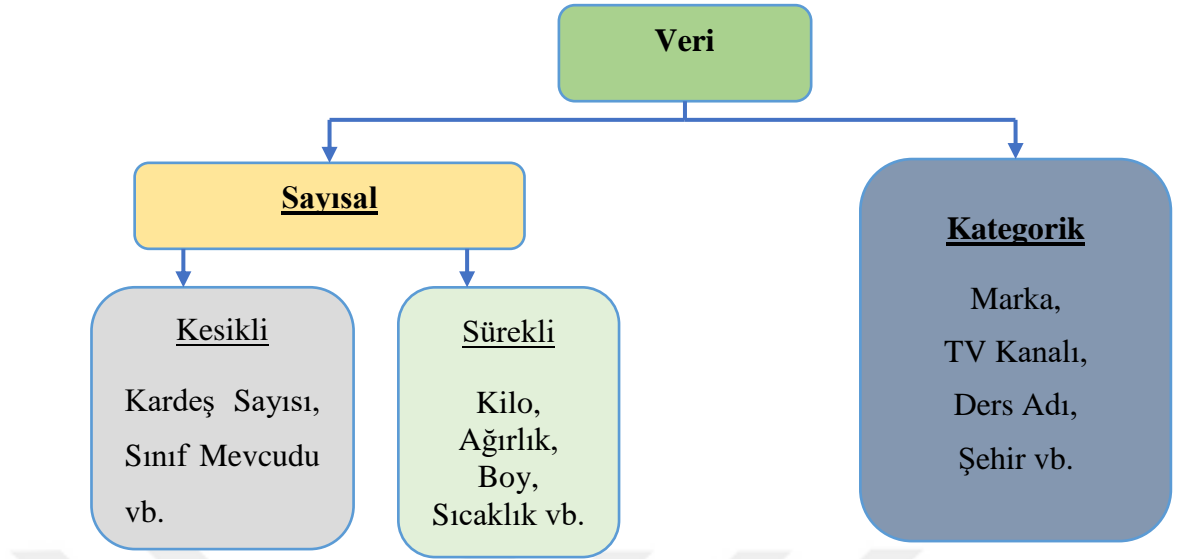 Veri
Sayısal
Kesikli
Kardeş Sayısı,
Sınıf Mevcudu
vb.
Sürekli
Kilo,
Ağırlık,
Boy,
Sıcaklık vb.
Kategorik
Marka,
TV Kanalı,
Ders Adı,
Şehir vb.